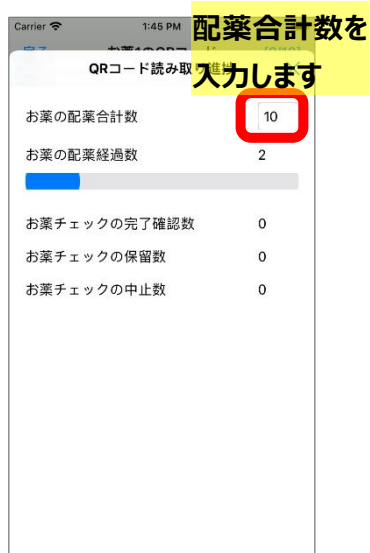 Carrier 1:45 PM
配薬合計数を
入力します
QRコード読み取り
お薬の配薬合計数 10
お薬の配薬経過数 2
お薬チェックの完了確認数 0
お薬チェックの保留数 0
お薬チェックの中止数 0